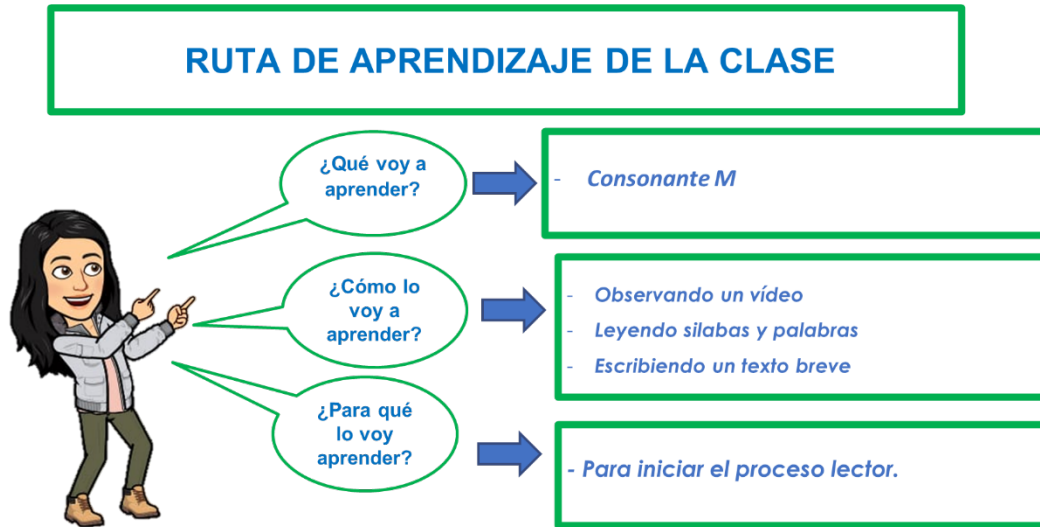 RUTA DE APRENDIZAJE DE LA CLASE
¿Qué voy a
aprender?
- Consonante M
¿Cómo lo
voy a
aprender?
- Observando un vídeo
- Leyendo silabas y palabras
- Escribiendo un texto breve
¿Para qué
lo voy
aprender?
- Para iniciar el proceso lector.